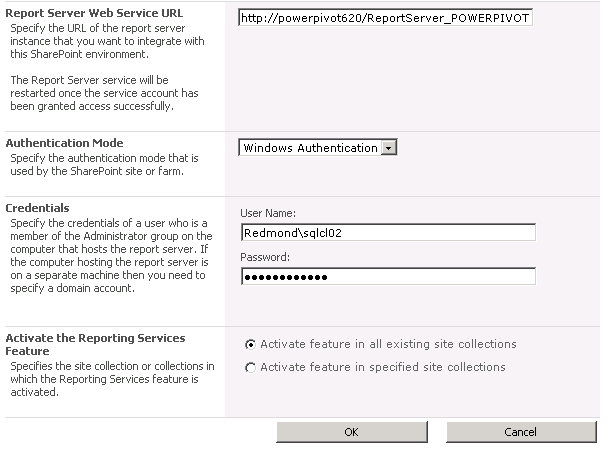 Report Server Web Service URL
Specify the URL of the report server
instance that you want to integrate with
this SharePoint environment.
The Report Server service will be
restarted once the service account has
been granted access successfully.
http://powerpivot620/ReportServer_POWERPIVOT
Authentication Mode
Specify the authentication mode that is
used by the SharePoint site or farm.
Windows Authentication
Credentials
Specify the credentials of a user who is a
member of the Administrator group on the
computer that hosts the report server. If
the computer hosting the report server is
on a separate machine then you need to
specify a domain account.
User Name:
Redmond\sqlcl02
Password:
●●●●●●●●●●●●
Activate the Reporting Services
Feature
Specifies the site collection or collections in
which the Reporting Services feature is
activated.
Activate feature in all existing site collections
Activate feature in specified site collections
OK
Cancel